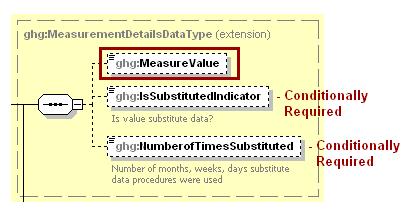 ghg:MeasurementDetailsDataType (extension)
ghg:MeasureValue
ghg:IsSubstitutedIndicator
- Conditionally
Required
Is value substitute data?
ghg:NumberofTimesSubstituted
- Conditionally
Required
Number of months, weeks, days substitute
data procedures were used